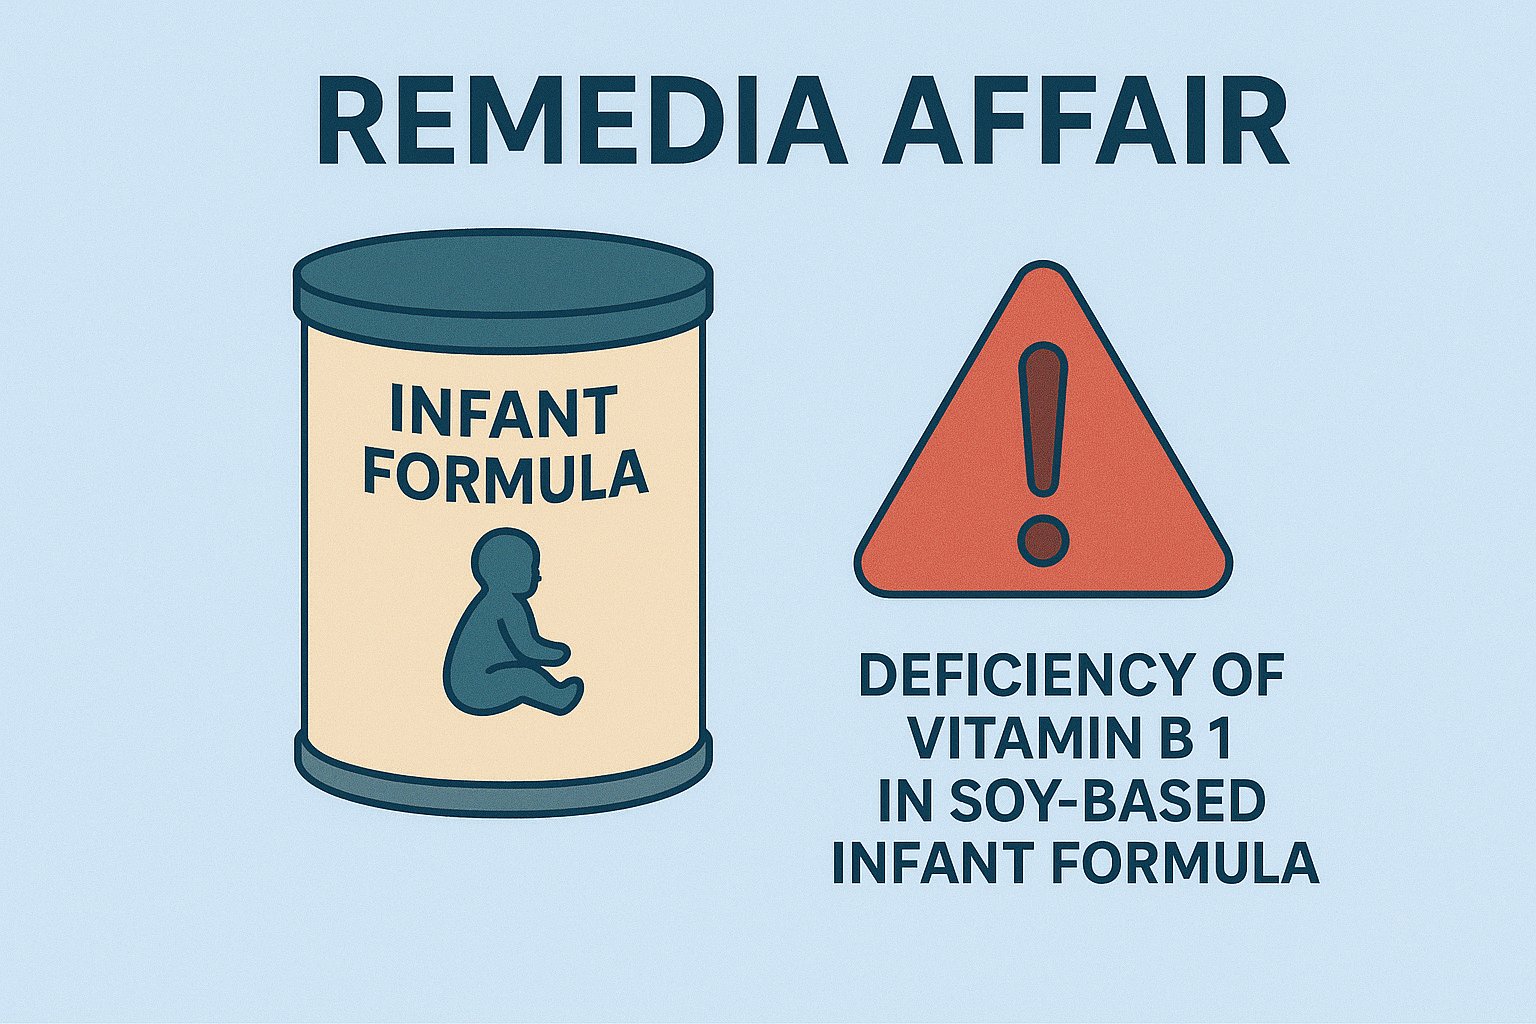 REMEDIA AFFAIR
INFANT
FORMULA
DEFICIENCY OF
VITAMIN B 1
IN SOY-BASED
INFANT FORMULA